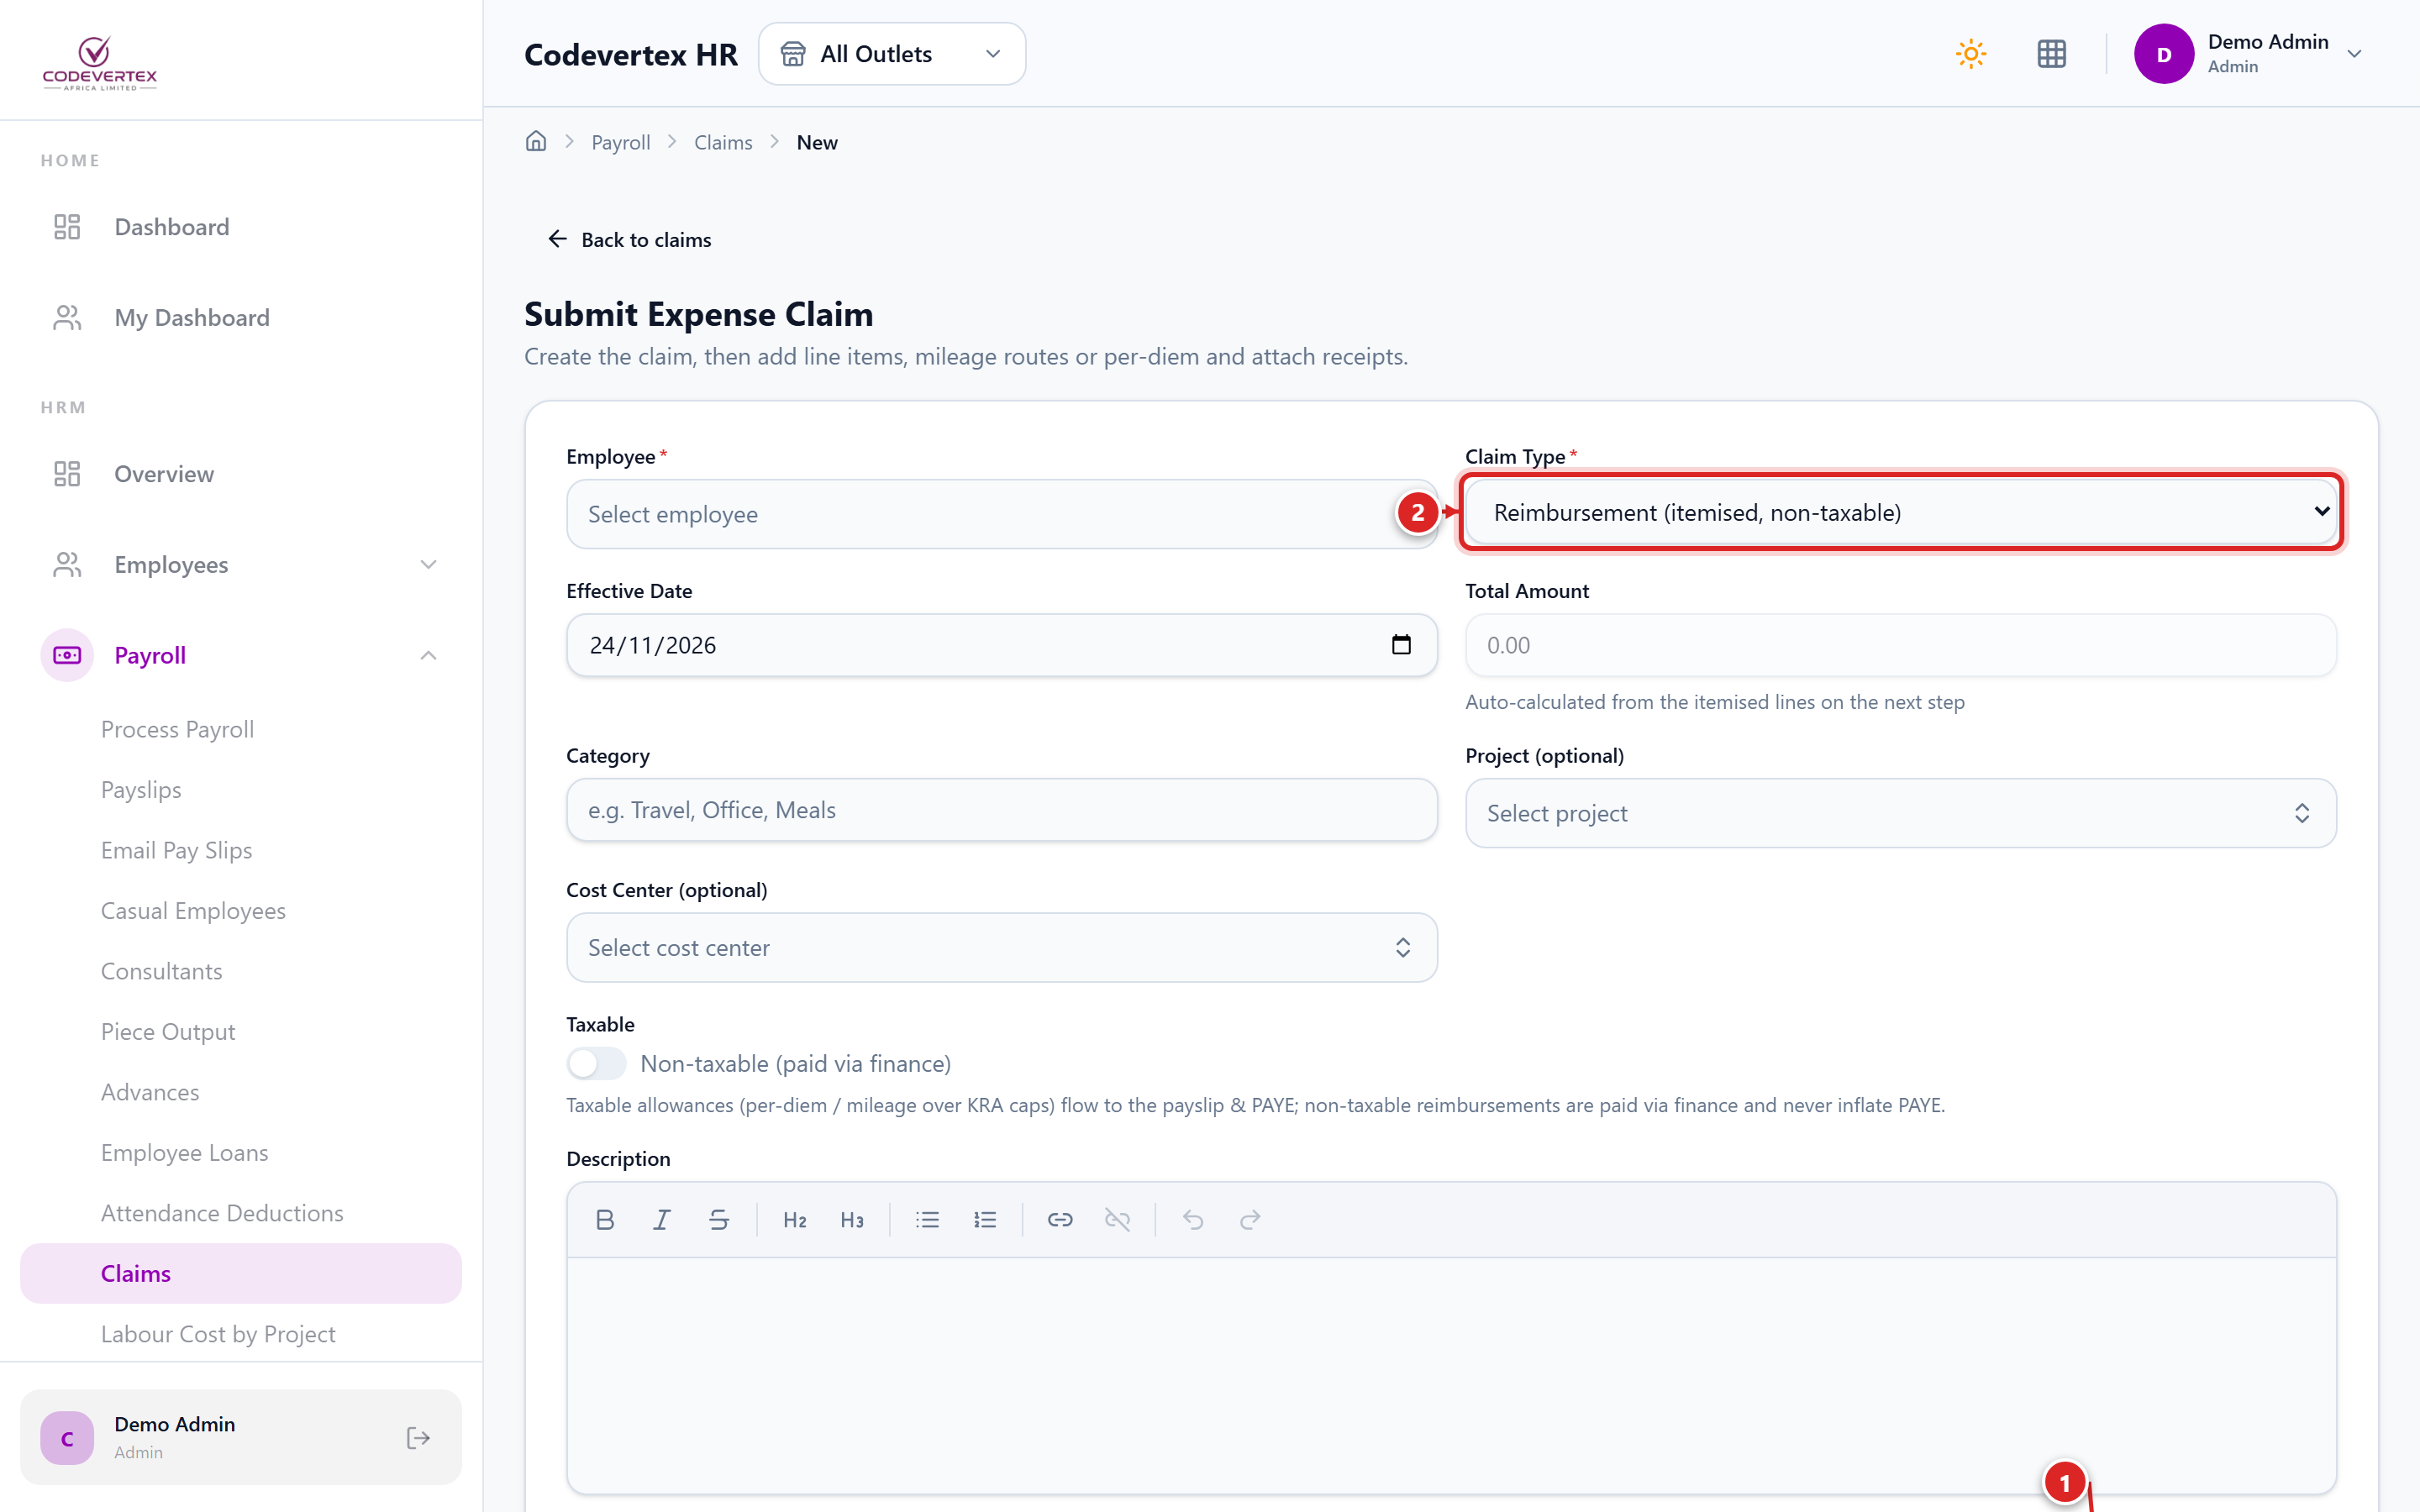 CODEVERTEX
AFRICA LIMITED
HOME
Dashboard
My Dashboard
HRM
Overview
Employees
Payroll
Process Payroll
Payslips
Email Pay Slips
Casual Employees
Consultants
Piece Output
Advances
Employee Loans
Attendance Deductions
Claims
Labour Cost by Project
C
Demo Admin
Admin
Codevertex HR
All Outlets
D
Demo Admin
Admin
Payroll
Claims
New
Back to claims
Submit Expense Claim
Create the claim, then add line items, mileage routes or per-diem and attach receipts.
Employee*
Select employee
Claim Type*
2
Reimbursement (itemised, non-taxable)
Effective Date
24/11/2026
Total Amount
0.00
Auto-calculated from the itemised lines on the next step
Category
e.g. Travel, Office, Meals
Project (optional)
Select project
Cost Center (optional)
Select cost center
Taxable
Non-taxable (paid via finance)
Taxable allowances (per-diem / mileage over KRA caps) flow to the payslip & PAYE; non-taxable reimbursements are paid via finance and never inflate PAYE.
Description
B I S H2 H3
1